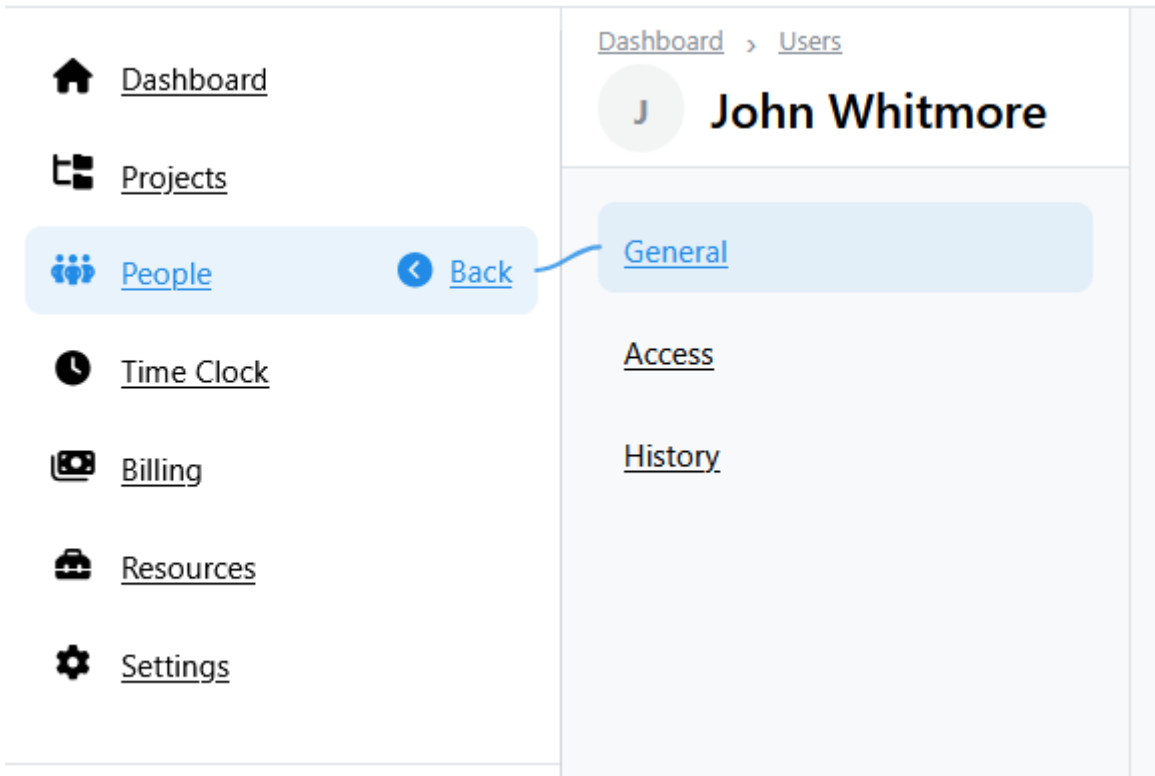 Dashboard
Projects
People
Back
Time Clock
Billing
Resources
Settings
Dashboard › Users
J
John Whitmore
General
Access
History